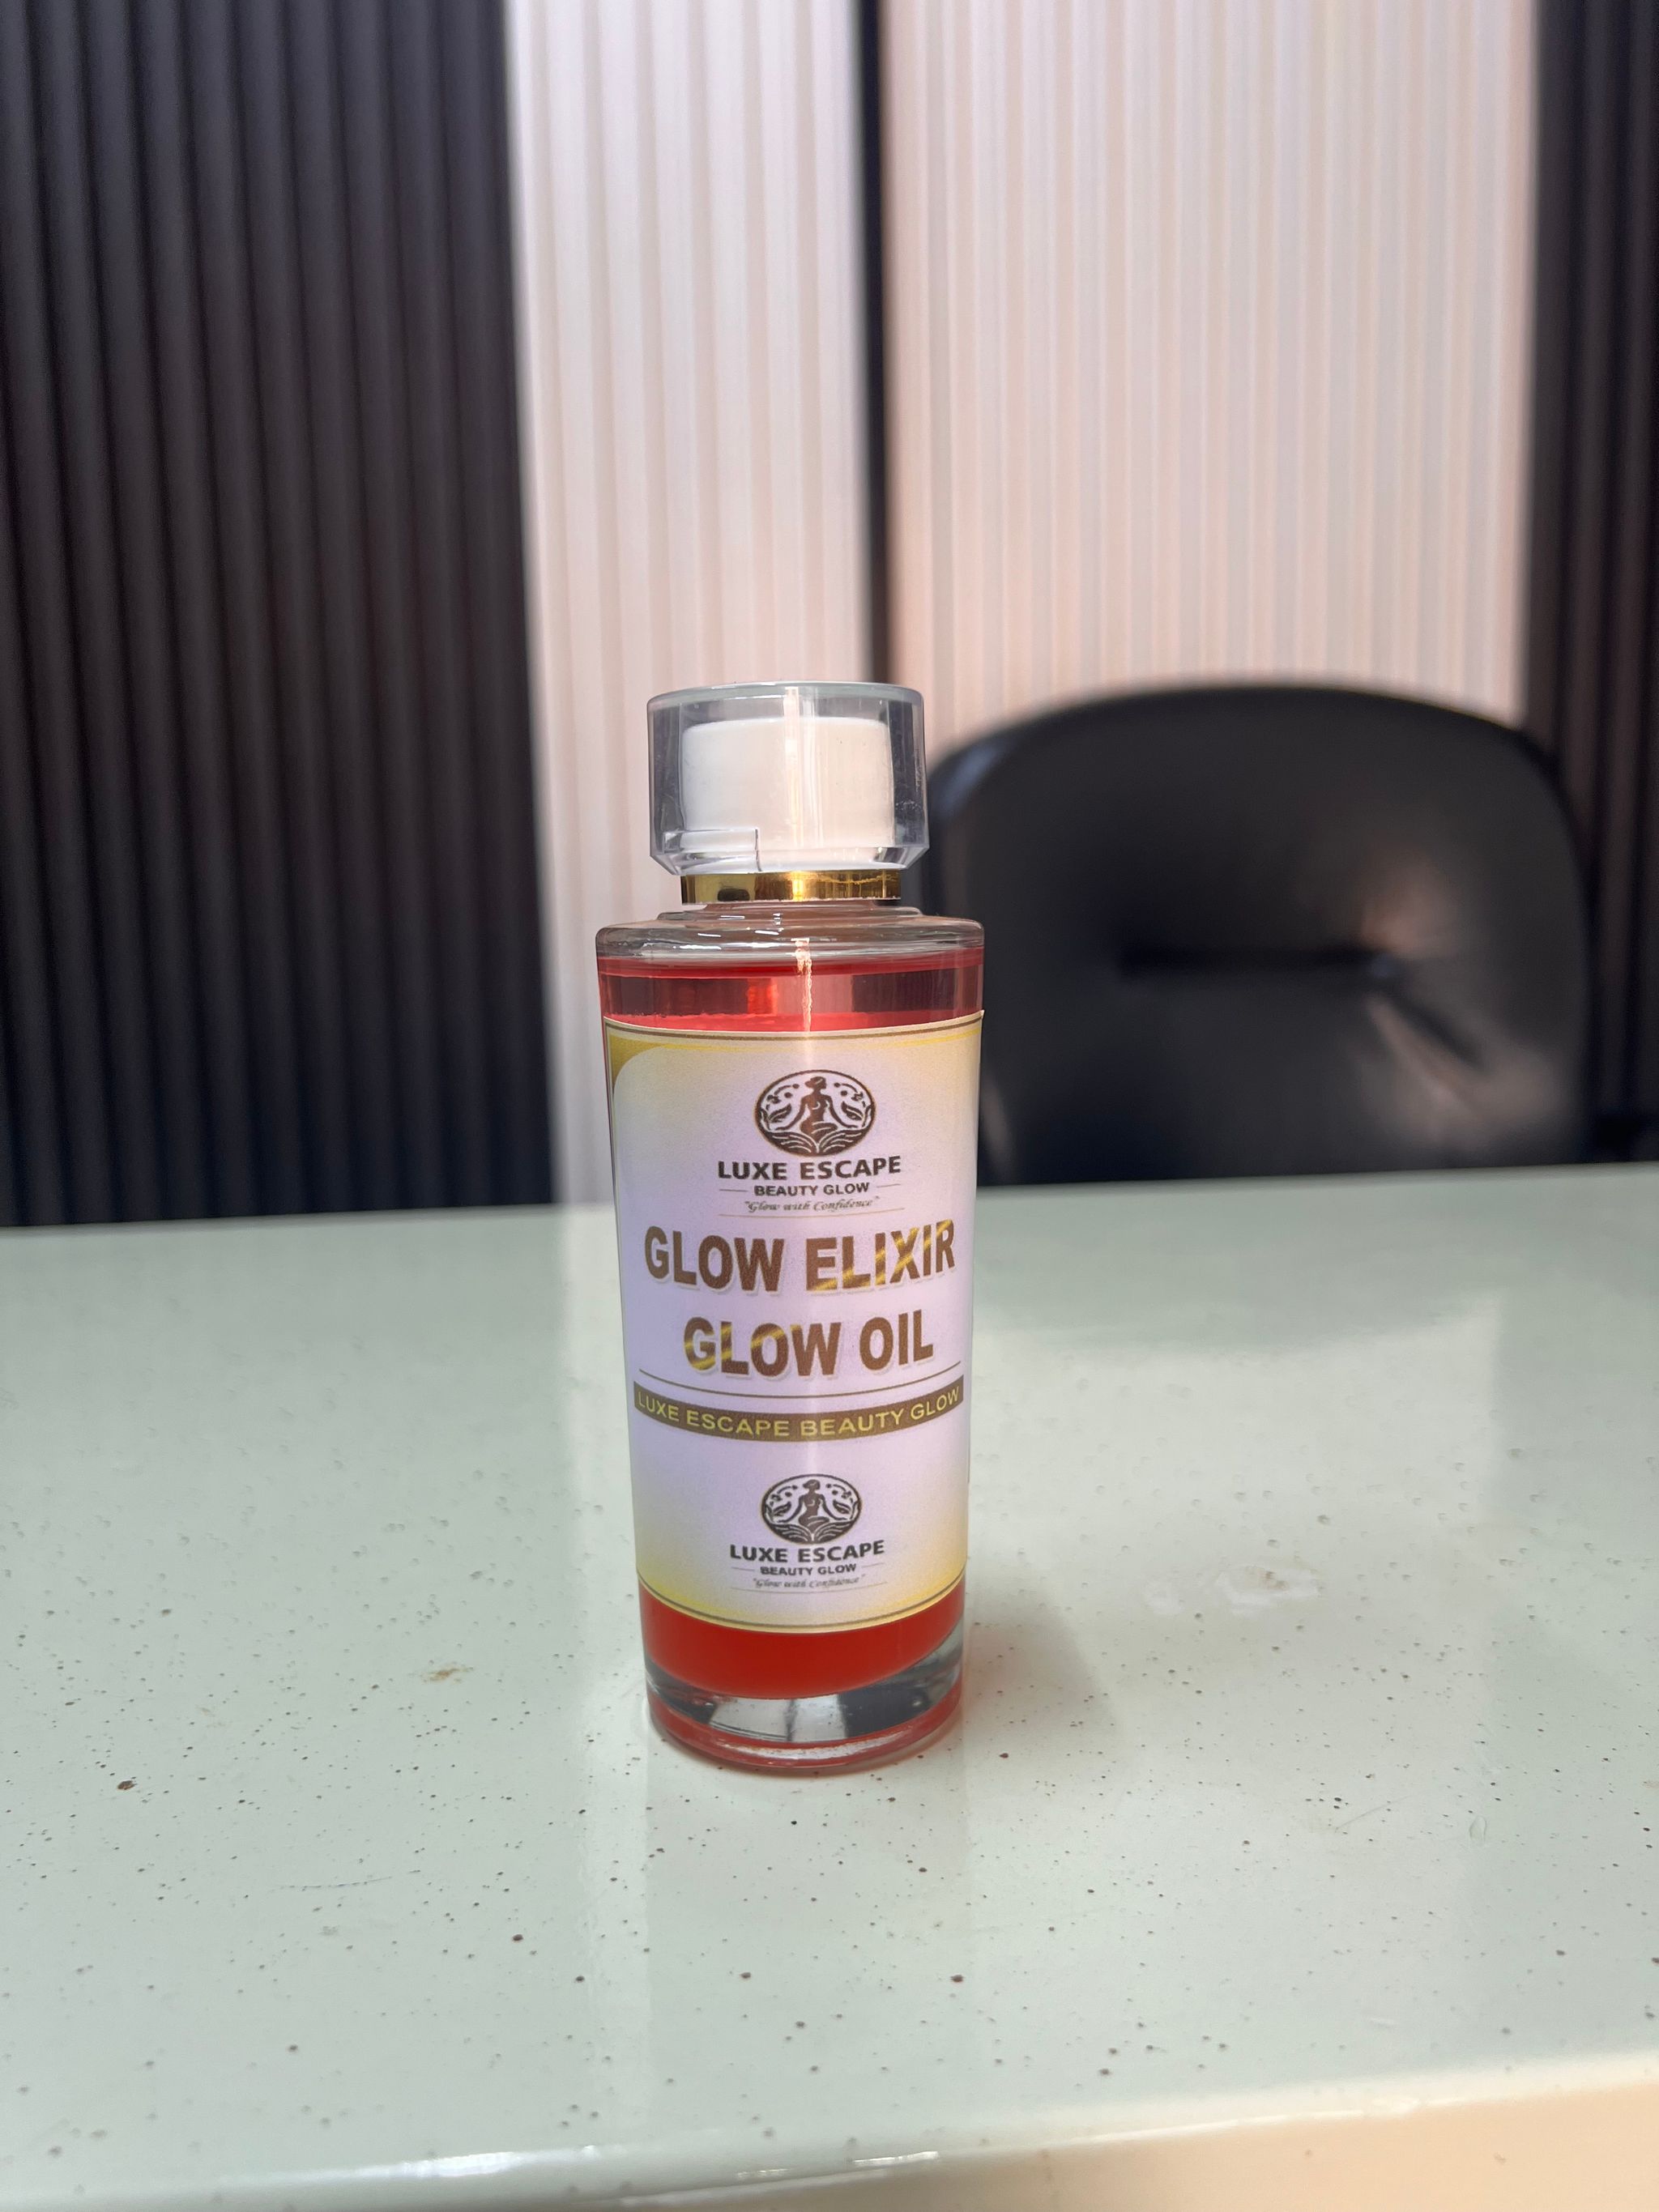 LUXE ESCAPE
BEAUTY GLOW
"Glow with Confidence"
GLOW ELIXIR
GLOW OIL
LUXE ESCAPE BEAUTY GLOW
LUXE ESCAPE
BEAUTY GLOW
"Glow with Confidence"